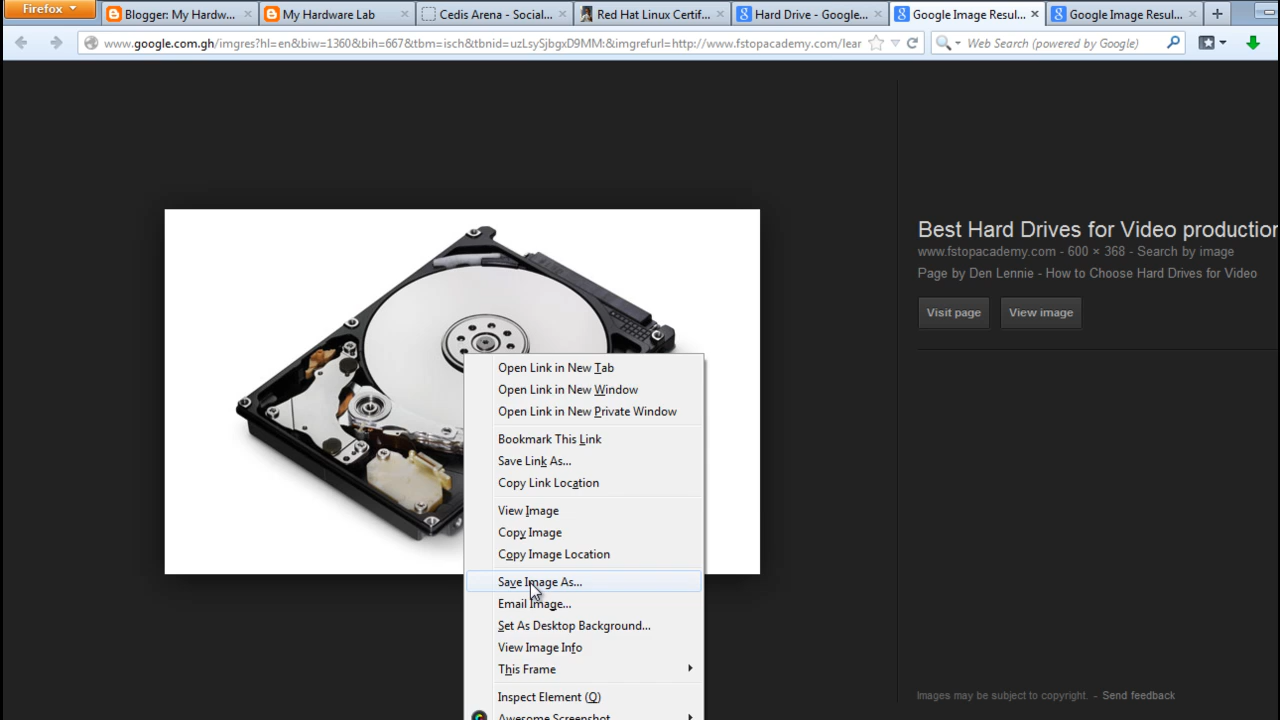 Firefox
Blogger: My Hardw...
My Hardware Lab
Cedis Arena - Social...
Red Hat Linux Certif...
Hard Drive - Google...
Google Image Resul...
Google Image Resul...
www.google.com.gh/imgres?hl=en&biw=1360&bih=667&tbm=isch&tbnid=uzLsySjbgxD9MM:&imgrefurl=http://www.fstopacademy.com/lear
Web Search (powered by Google)
Best Hard Drives for Video production
www.fstopacademy.com - 600 × 368 - Search by image
Page by Den Lennie - How to Choose Hard Drives for Video
Visit page
View image
Open Link in New Tab
Open Link in New Window
Open Link in New Private Window
Bookmark This Link
Save Link As...
Copy Link Location
View Image
Copy Image
Copy Image Location
Save Image As...
Email Image...
Set As Desktop Background...
View Image Info
This Frame
Inspect Element (Q)
Awesome Screenshot
Images may be subject to copyright. - Send feedback